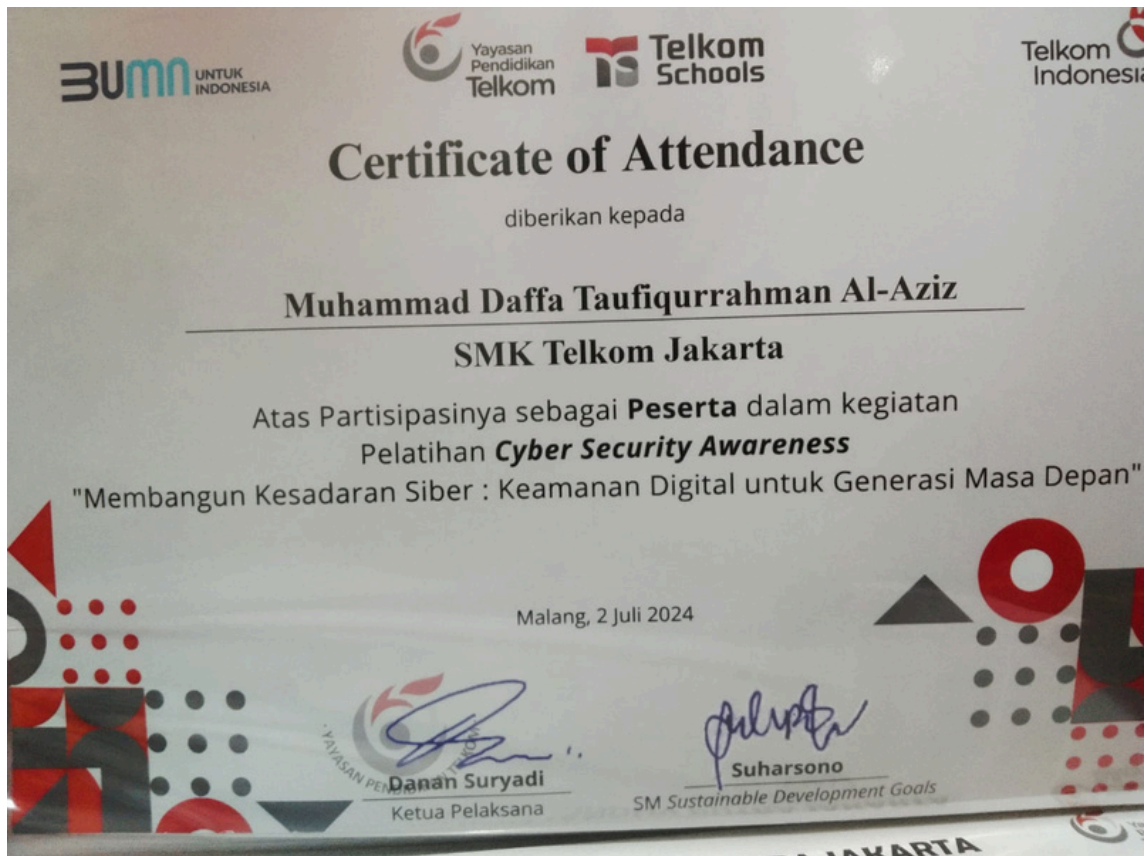 BUMN UNTUK INDONESIA
Yayasan Pendidikan Telkom
Telkom Schools
Telkom Indonesia
Certificate of Attendance
diberikan kepada
Muhammad Daffa Taufiqurrahman Al-Aziz
SMK Telkom Jakarta
Atas Partisipasinya sebagai Peserta dalam kegiatan
Pelatihan Cyber Security Awareness
"Membangun Kesadaran Siber : Keamanan Digital untuk Generasi Masa Depan"
Malang, 2 Juli 2024
Danan Suryadi
Ketua Pelaksana
Suharsono
SM Sustainable Development Goals
JAKARTA